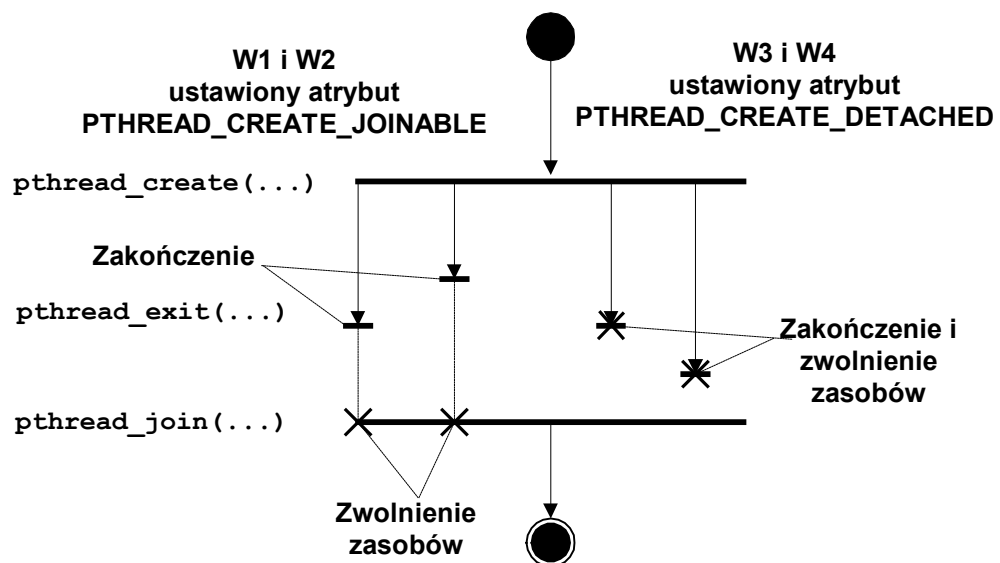 W1 i W2
ustawiony atrybut
PTHREAD_CREATE_JOINABLE
W3 i W4
ustawiony atrybut
PTHREAD_CREATE_DETACHED
pthread_create(...)
Zakończenie
pthread_exit(...)
Zakończenie i
zwolnienie
zasobów
pthread_join(...)
Zwolnienie
zasobów